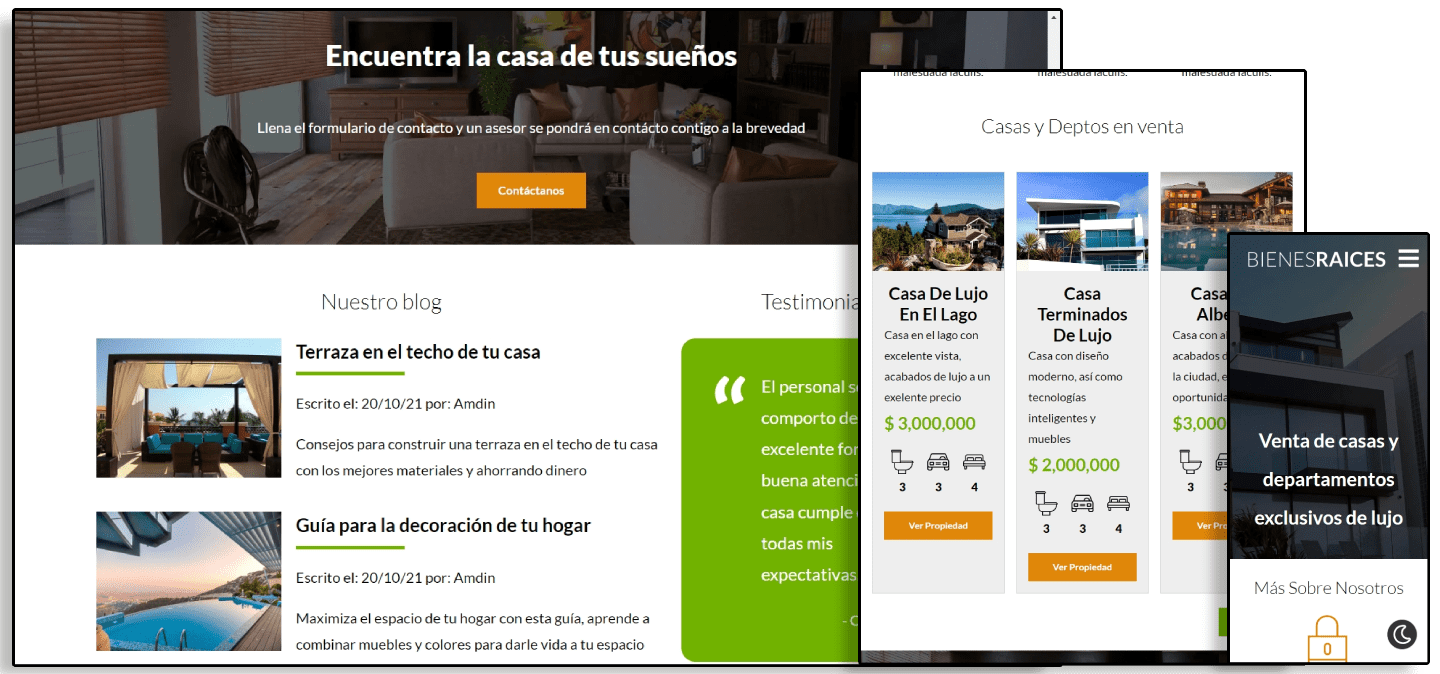 Encuentra la casa de tus sueños
Llena el formulario de contacto y un asesor se pondrá en contácto contigo a la brevedad
Contáctanos
Nuestro blog
Terraza en el techo de tu casa
Escrito el: 20/10/21 por: Amdin
Consejos para construir una terraza en el techo de tu casa
con los mejores materiales y ahorrando dinero
Guía para la decoración de tu hogar
Escrito el: 20/10/21 por: Amdin
Maximiza el espacio de tu hogar con esta guía, aprende a
combinar muebles y colores para darle vida a tu espacio
Testimonia
“
El personal s
comporto de
excelente for
buena atenci
casa cumple
todas mis
expectativas
malesuada iaculis. malesuada iaculis. malesuada iaculis.
Casas y Deptos en venta
Casa De Lujo
En El Lago
Casa en el lago con
excelente vista,
acabados de lujo a un
exelente precio
$ 3,000,000
3 3 4
Ver Propiedad
Casa
Terminados
De Lujo
Casa con diseño
moderno, así como
tecnologías
inteligentes y
muebles
$ 2,000,000
3 3 4
Ver Propiedad
Casa
Albe
Casa con al
acabados d
la ciudad, e
oportunida
$3,000
3
Ver Pro
BIENESRAICES
Venta de casas y
departamentos
exclusivos de lujo
Más Sobre Nosotros
0